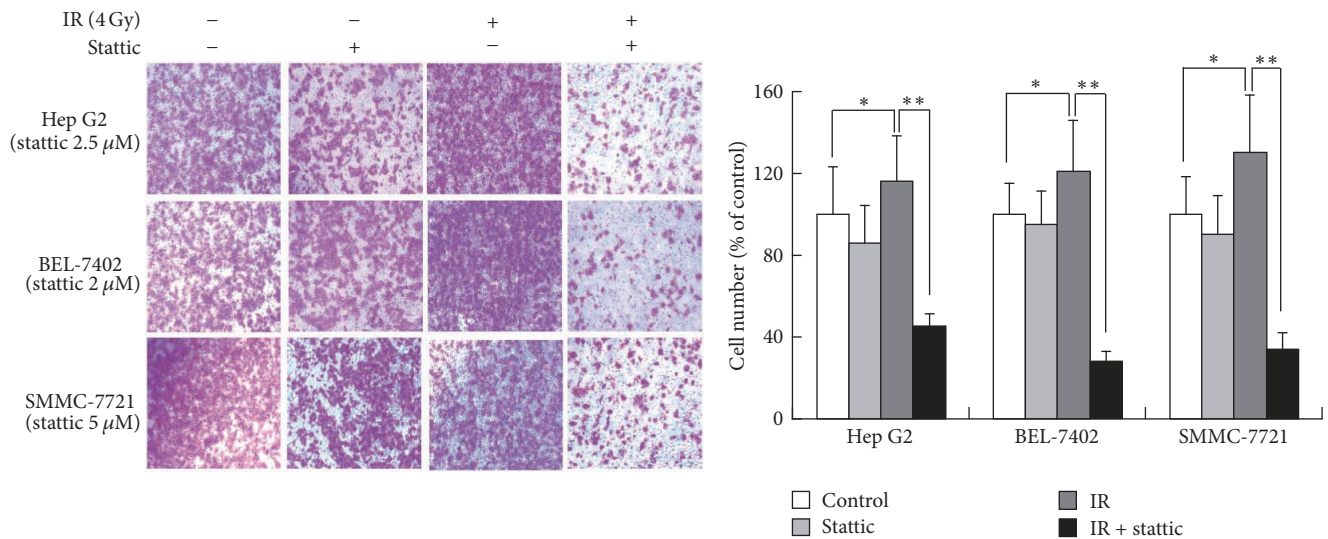 IR (4 Gy) − − + +
Stattic − + − +
Hep G2
(stattic 2.5 μM)
BEL-7402
(stattic 2 μM)
SMMC-7721
(stattic 5 μM)
Cell number (% of control)
160
120
80
40
0
* **
* **
* **
Hep G2 BEL-7402 SMMC-7721
Control IR
Stattic IR + stattic